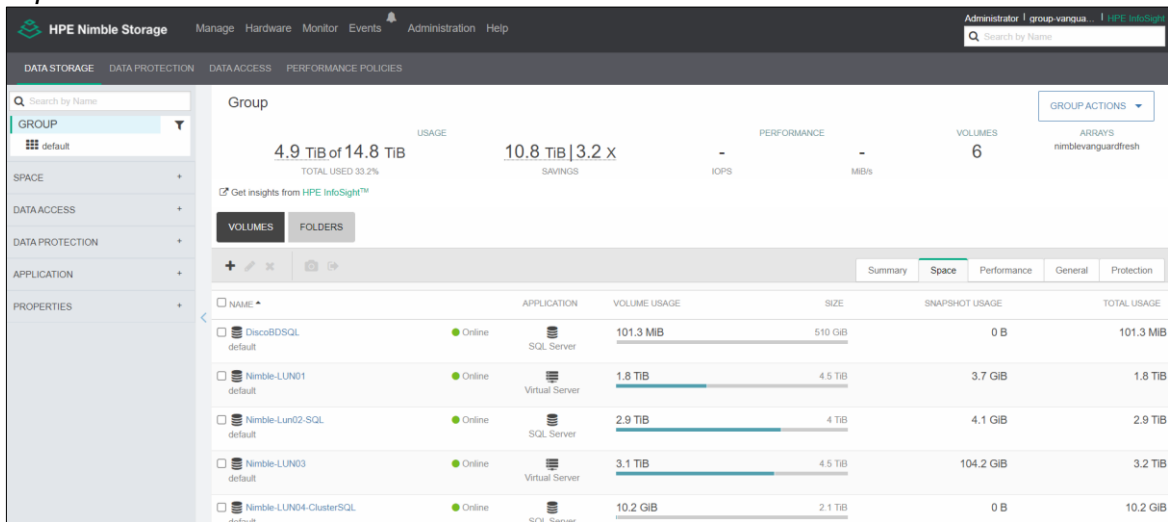 HPE Nimble Storage Manage Hardware Monitor Events Administration Help
Administrator | group-vangua... | HPE InfoSight
Search by Name
DATA STORAGE DATA PROTECTION DATA ACCESS PERFORMANCE POLICIES
Search by Name
GROUP
default
SPACE +
DATA ACCESS +
DATA PROTECTION +
APPLICATION +
PROPERTIES +
Group
GROUP ACTIONS
USAGE PERFORMANCE VOLUMES ARRAYS
4.9 TiB of 14.8 TiB 10.8 TiB | 3.2 X - - 6 nimblevanguardfresh
TOTAL USED 33.2% SAVINGS IOPS MiB/s
Get insights from HPE InfoSight™
VOLUMES FOLDERS
Summary Space Performance General Protection
NAME APPLICATION VOLUME USAGE SIZE SNAPSHOT USAGE TOTAL USAGE
DiscoBDSQL Online 101.3 MiB 510 GiB 0 B 101.3 MiB
default SQL Server
Nimble-LUN01 Online 1.8 TiB 4.5 TiB 3.7 GiB 1.8 TiB
default Virtual Server
Nimble-Lun02-SQL Online 2.9 TiB 4 TiB 4.1 GiB 2.9 TiB
default SQL Server
Nimble-LUN03 Online 3.1 TiB 4.5 TiB 104.2 GiB 3.2 TiB
default Virtual Server
Nimble-LUN04-ClusterSQL Online 10.2 GiB 2.1 TiB 0 B 10.2 GiB
default SQL Server